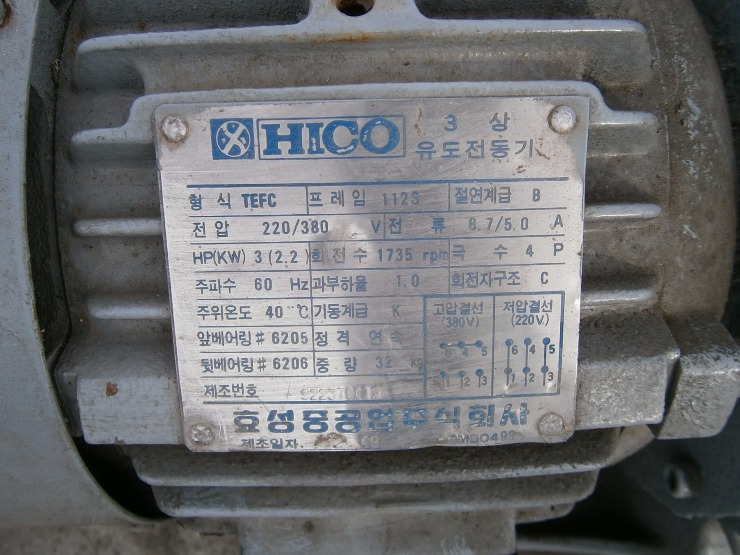 HICO 3 상
유도전동기
형 식 TEFC 프레임 112S 절연계급 B
전 압 220/380 V 전 류 8.7/5.0 A
HP(KW) 3 (2.2) 회 전 수 1735 rpm 극 수 4 P
주파수 60 Hz 과부하율 1.0 회전자구조 C
주위온도 40 ℃ 기동계급 K 고압결선 저압결선
(380V) (220V)
앞베어링 # 6205 정 격 연 속 6 4 5 6 4 5
뒷베어링 # 6206 중 량 32 kg 1 2 3 1 2 3
제조번호
효성중공업주식회사
제조일자.